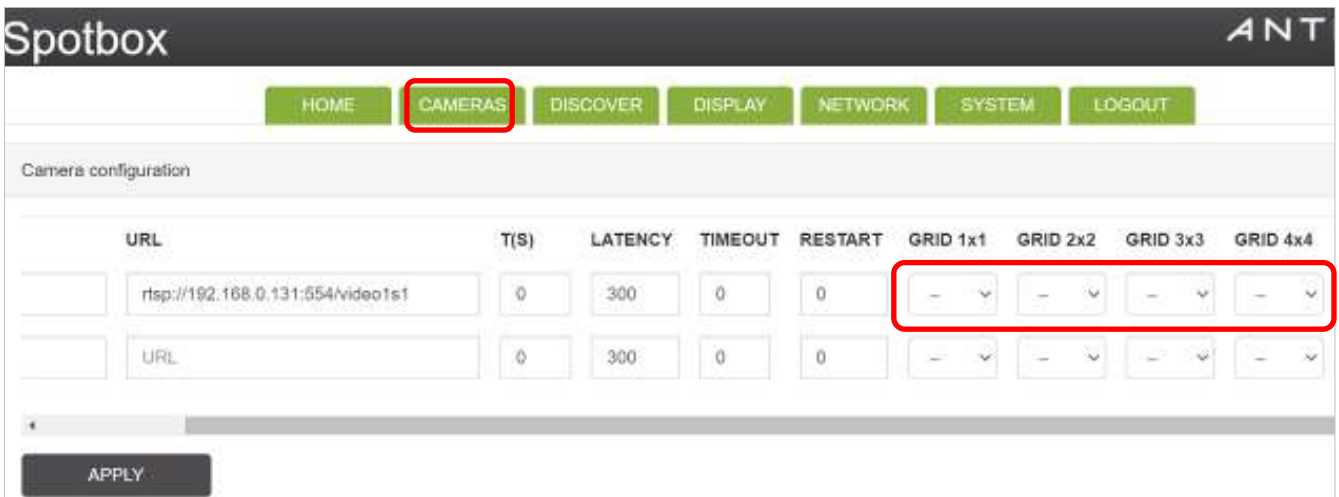 Spotbox ANT
HOME CAMERAS DISCOVER DISPLAY NETWORK SYSTEM LOGOUT
Camera configuration
URL T(S) LATENCY TIMEOUT RESTART GRID 1x1 GRID 2x2 GRID 3x3 GRID 4x4
rtsp://192.168.0.131:554/video1s1 0 300 0 0 -- -- -- --
URL 0 300 0 0 -- -- -- --
APPLY